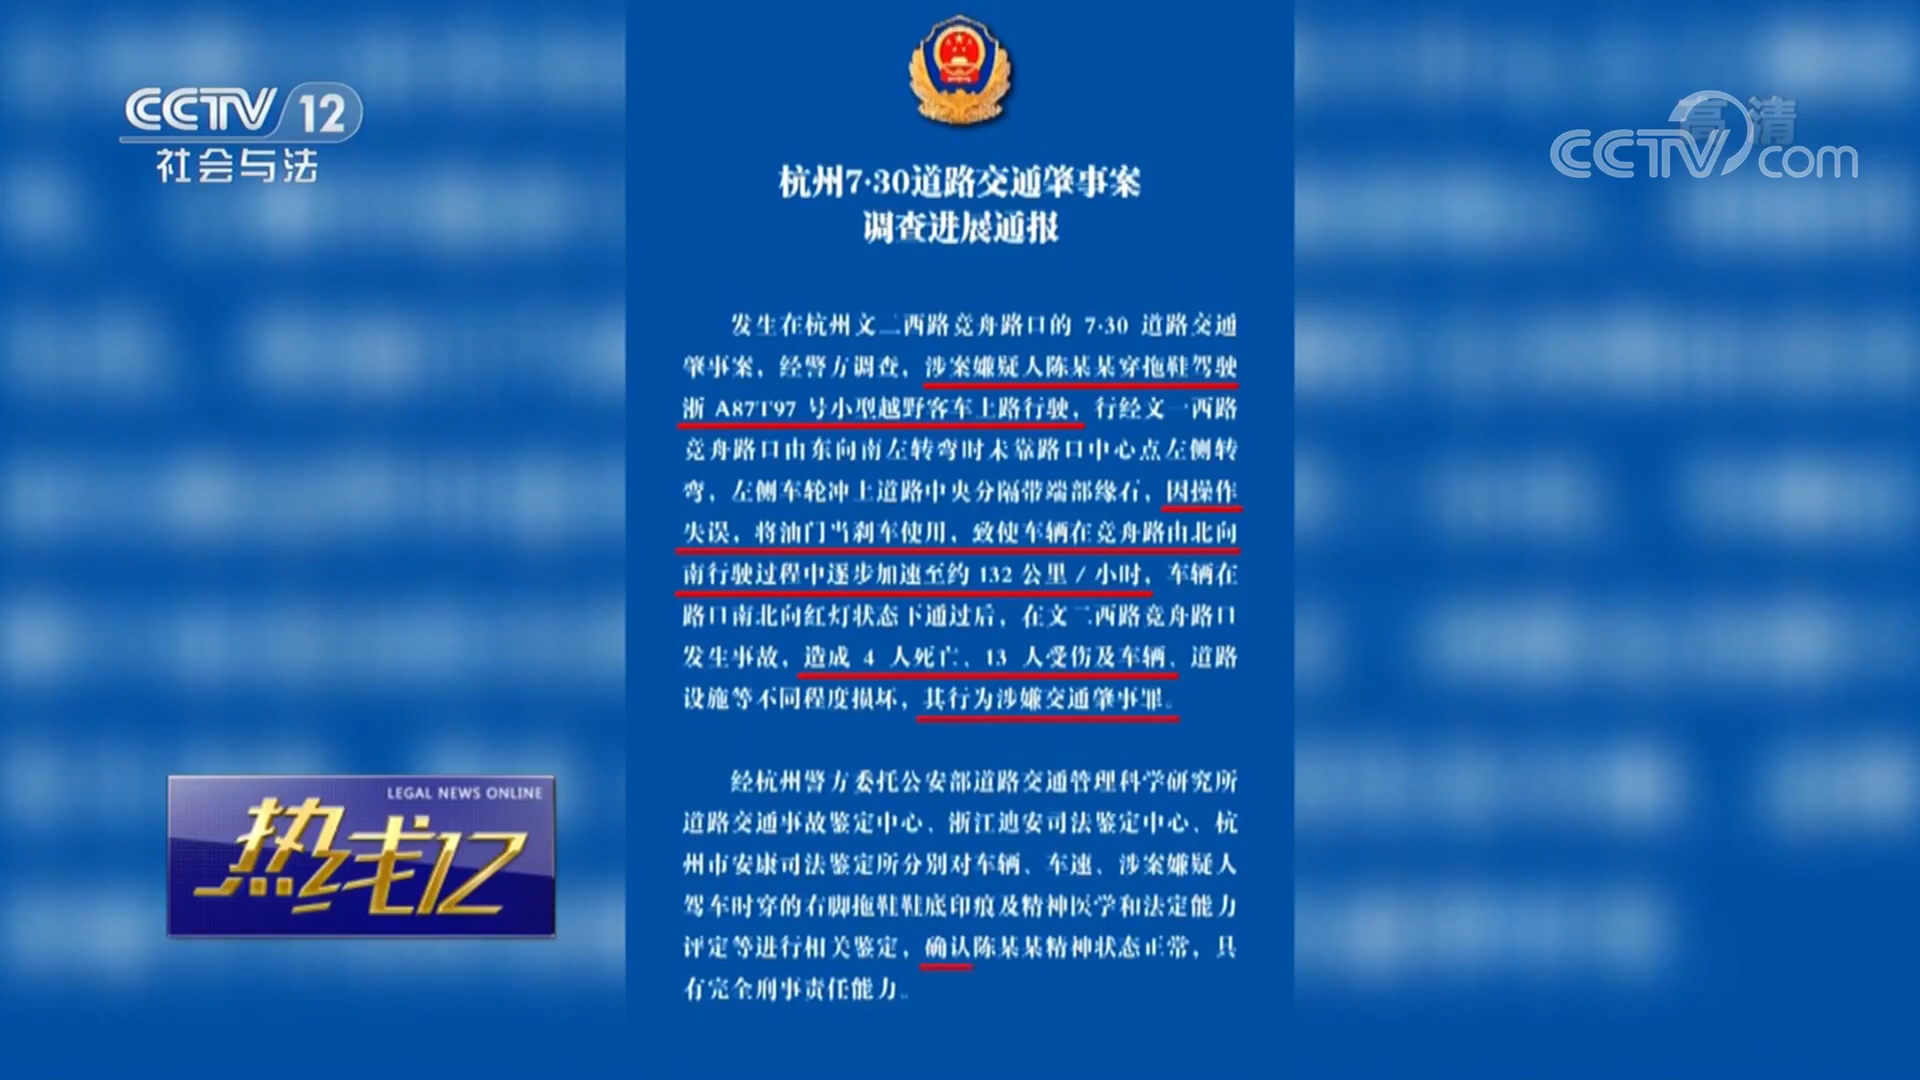 CCTV 12
社会与法
高清
CCTV.com
杭州7·30道路交通肇事案
调查进展通报
发生在杭州文二西路竞舟路口的 7·30 道路交通
肇事案，经警方调查，涉案嫌疑人陈某某穿拖鞋驾驶
浙 A87T97 号小型越野客车上路行驶，行经文一西路
竞舟路口由东向南左转弯时未靠路口中心点左侧转
弯，左侧车轮冲上道路中央分隔带端部缘石，因操作
失误，将油门当刹车使用，致使车辆在竞舟路由北向
南行驶过程中逐步加速至约 132 公里 / 小时，车辆在
路口南北向红灯状态下通过后，在文二西路竞舟路口
发生事故，造成 4 人死亡、13 人受伤及车辆、道路
设施等不同程度损坏，其行为涉嫌交通肇事罪。
经杭州警方委托公安部道路交通管理科学研究所
道路交通事故鉴定中心、浙江迪安司法鉴定中心、杭
州市安康司法鉴定所分别对车辆、车速、涉案嫌疑人
驾车时穿的右脚拖鞋鞋底印痕及精神医学和法定能力
评定等进行相关鉴定，确认陈某某精神状态正常，具
有完全刑事责任能力。
LEGAL NEWS ONLINE
热线12